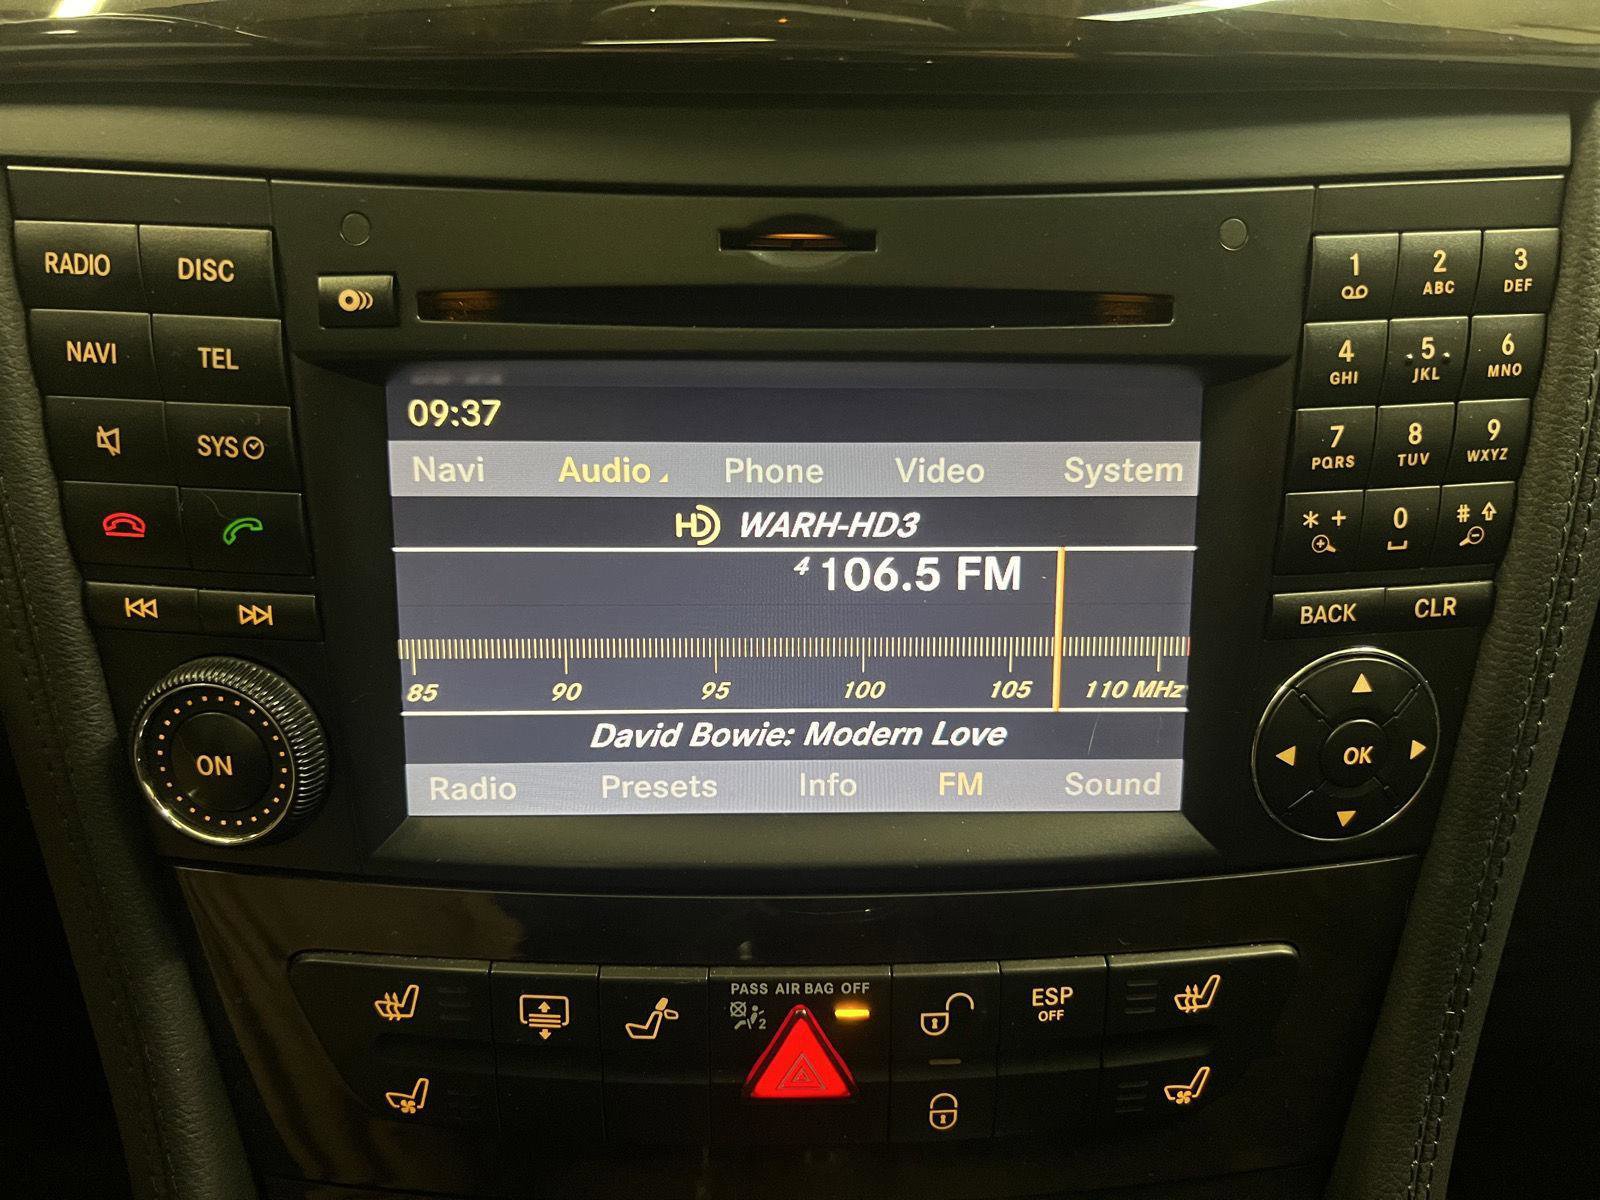 RADIO DISC
NAVI TEL
SYS
ON
09:37
Navi Audio Phone Video System
HD WARH-HD3
4 106.5 FM
85 90 95 100 105 110 MHz
David Bowie: Modern Love
Radio Presets Info FM Sound
1 2 ABC 3 DEF
4 GHI 5 JKL 6 MNO
7 PQRS 8 TUV 9 WXYZ
* + 0 #
BACK CLR
OK
PASS AIR BAG OFF
2
ESP
OFF